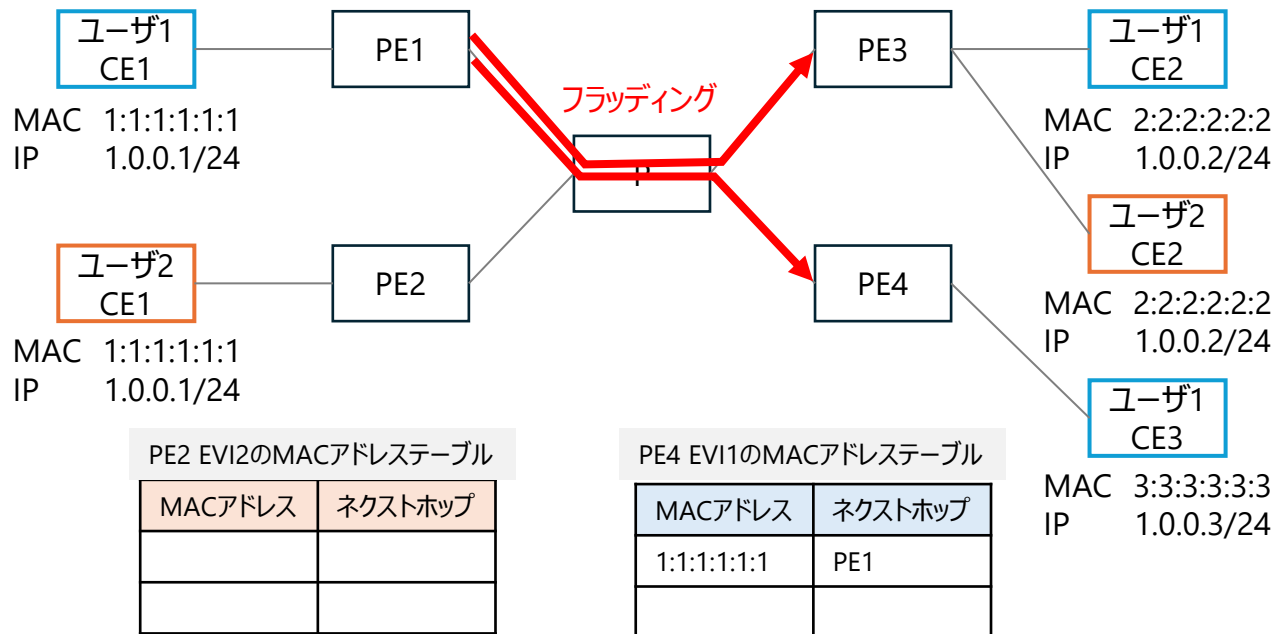 ユーザ1
CE1
PE1
PE3
ユーザ1
CE2
フラッディング
MAC 1:1:1:1:1:1
IP 1.0.0.1/24
MAC 2:2:2:2:2:2
IP 1.0.0.2/24
P
ユーザ2
CE1
PE2
PE4
ユーザ2
CE2
MAC 1:1:1:1:1:1
IP 1.0.0.1/24
MAC 2:2:2:2:2:2
IP 1.0.0.2/24
ユーザ1
CE3
MAC 3:3:3:3:3:3
IP 1.0.0.3/24
PE2 EVI2のMACアドレステーブル
MACアドレス ネクストホップ
PE4 EVI1のMACアドレステーブル
MACアドレス ネクストホップ
1:1:1:1:1:1 PE1